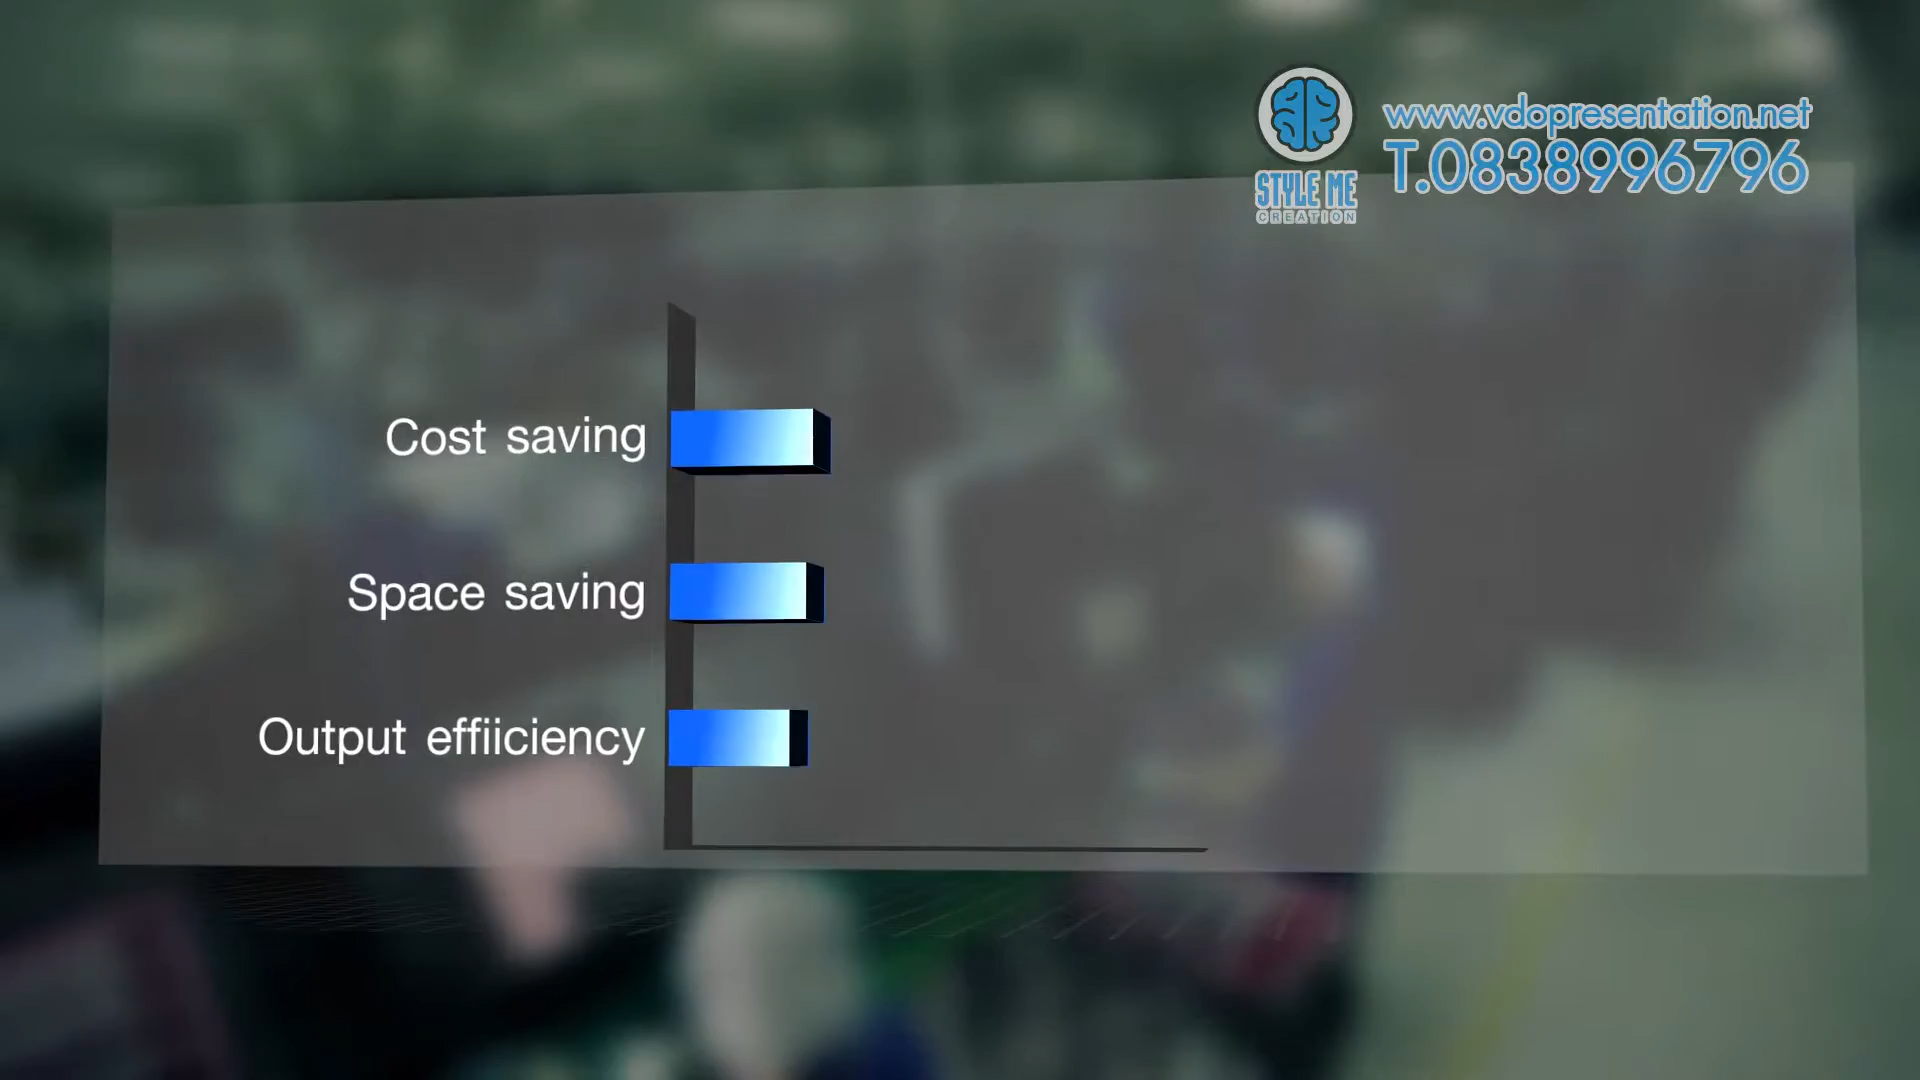 www.vdopresentation.net
T.0838996796
STYLE ME
CREATION
Cost saving
Space saving
Output effiiciency